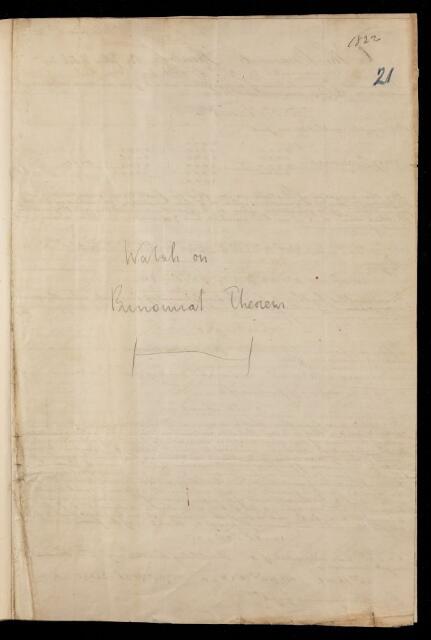 1822
21
Walsh on
Binomial Theorem